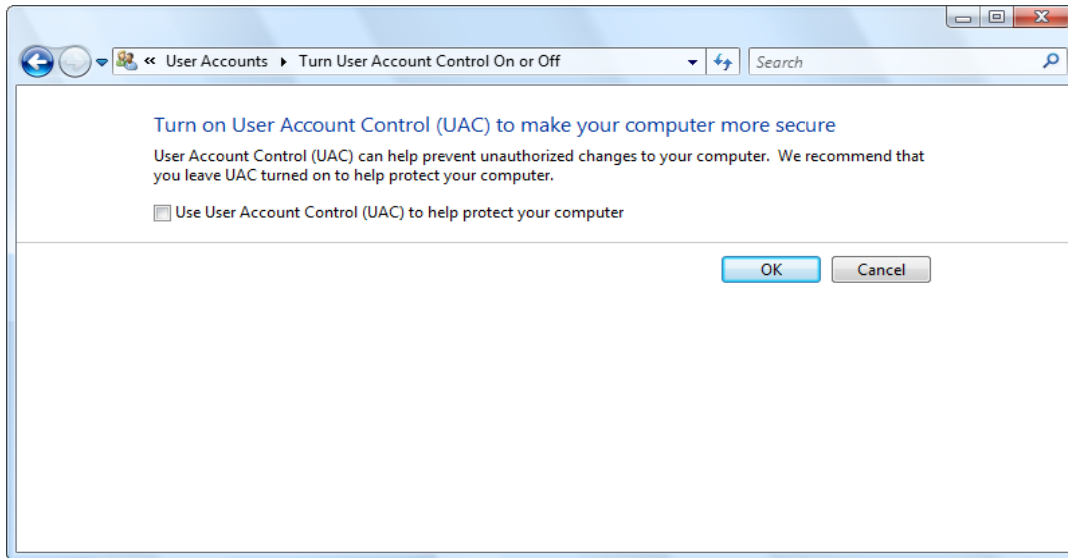 « User Accounts ▸ Turn User Account Control On or Off
Search
Turn on User Account Control (UAC) to make your computer more secure
User Account Control (UAC) can help prevent unauthorized changes to your computer.  We recommend that
you leave UAC turned on to help protect your computer.
Use User Account Control (UAC) to help protect your computer
OK
Cancel